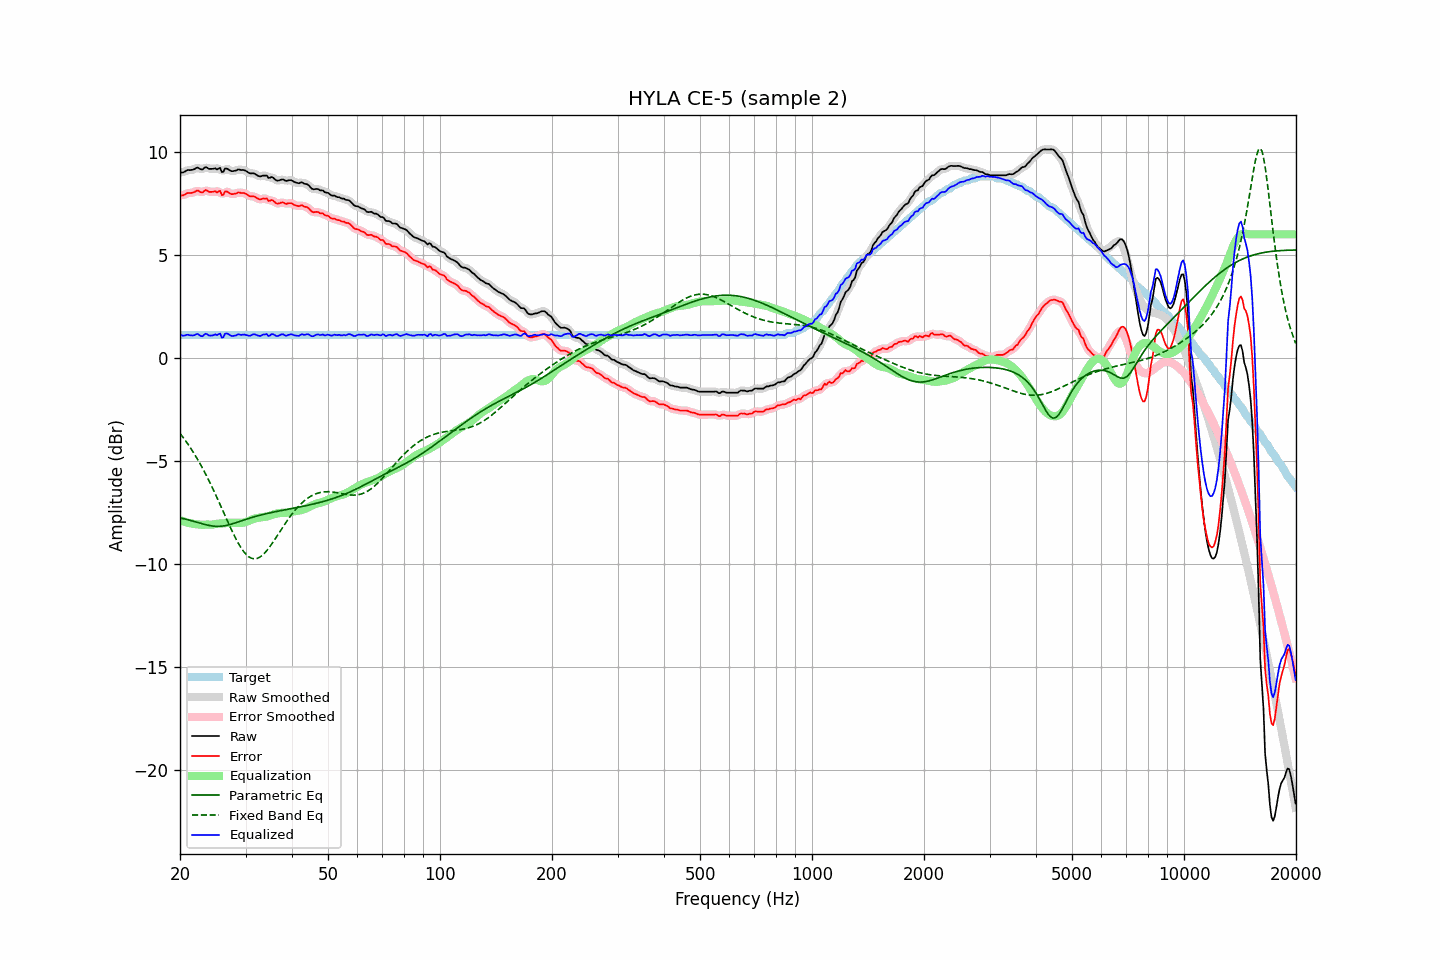 HYLA CE-5 (sample 2)
Amplitude (dBr)
10
5
0
−5
−10
−15
−20
Target
Raw Smoothed
Error Smoothed
Raw
Error
Equalization
Parametric Eq
Fixed Band Eq
Equalized
20 50 100 200 500 1000 2000 5000 10000 20000
Frequency (Hz)